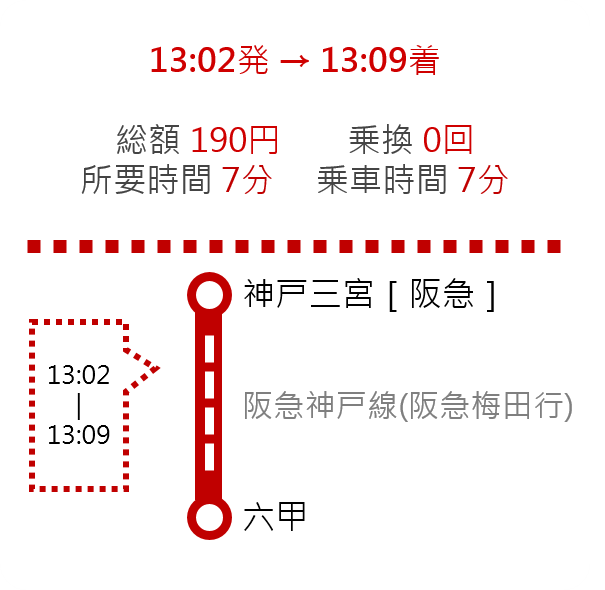 13:02発 → 13:09着
総額 190円 乗換 0回
所要時間 7分 乗車時間 7分
神戸三宮 [ 阪急 ]
13:02
|
13:09
阪急神戸線(阪急梅田行)
六甲